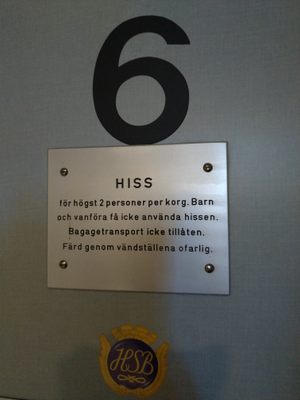 6
HISS
för högst 2 personer per korg. Barn
och vanföra få icke använda hissen.
Bagagetransport icke tillåten.
Färd genom vändställena ofarlig.
HSB